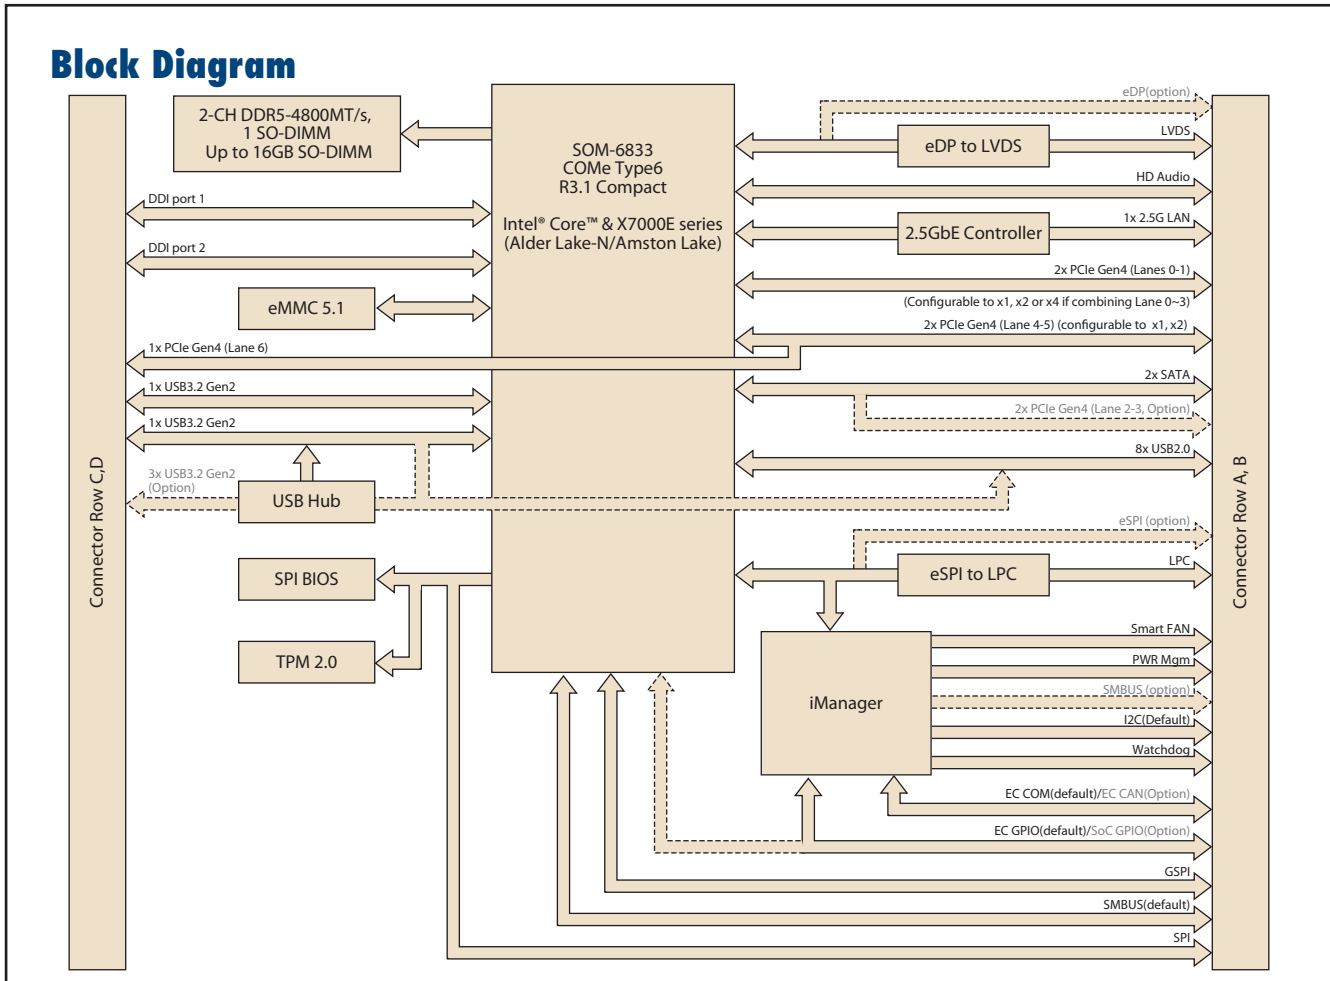 Block Diagram
2-CH DDR5-4800MT/s,
1 SO-DIMM
Up to 16GB SO-DIMM
DDI port 1
DDI port 2
eMMC 5.1
1x PCIe Gen4 (Lane 6)
1x USB3.2 Gen2
1x USB3.2 Gen2
3x USB3.2 Gen2
(Option)
USB Hub
SPI BIOS
TPM 2.0
Connector Row C,D
SOM-6833
COMe Type6
R3.1 Compact
Intel® Core™ & X7000E series
(Alder Lake-N/Amston Lake)
eDP(option)
LVDS
eDP to LVDS
HD Audio
1x 2.5G LAN
2.5GbE Controller
2x PCIe Gen4 (Lanes 0-1)
(Configurable to x1, x2 or x4 if combining Lane 0~3)
2x PCIe Gen4 (Lane 4-5) (configurable to x1, x2)
2x SATA
2x PCIe Gen4 (Lane 2-3, Option)
8x USB2.0
eSPI (option)
LPC
eSPI to LPC
iManager
Smart FAN
PWR Mgm
SMBUS (option)
I2C(Default)
Watchdog
EC COM(default)/EC CAN(Option)
EC GPIO(default)/SoC GPIO(Option)
GSPI
SMBUS(default)
SPI
Connector Row A, B